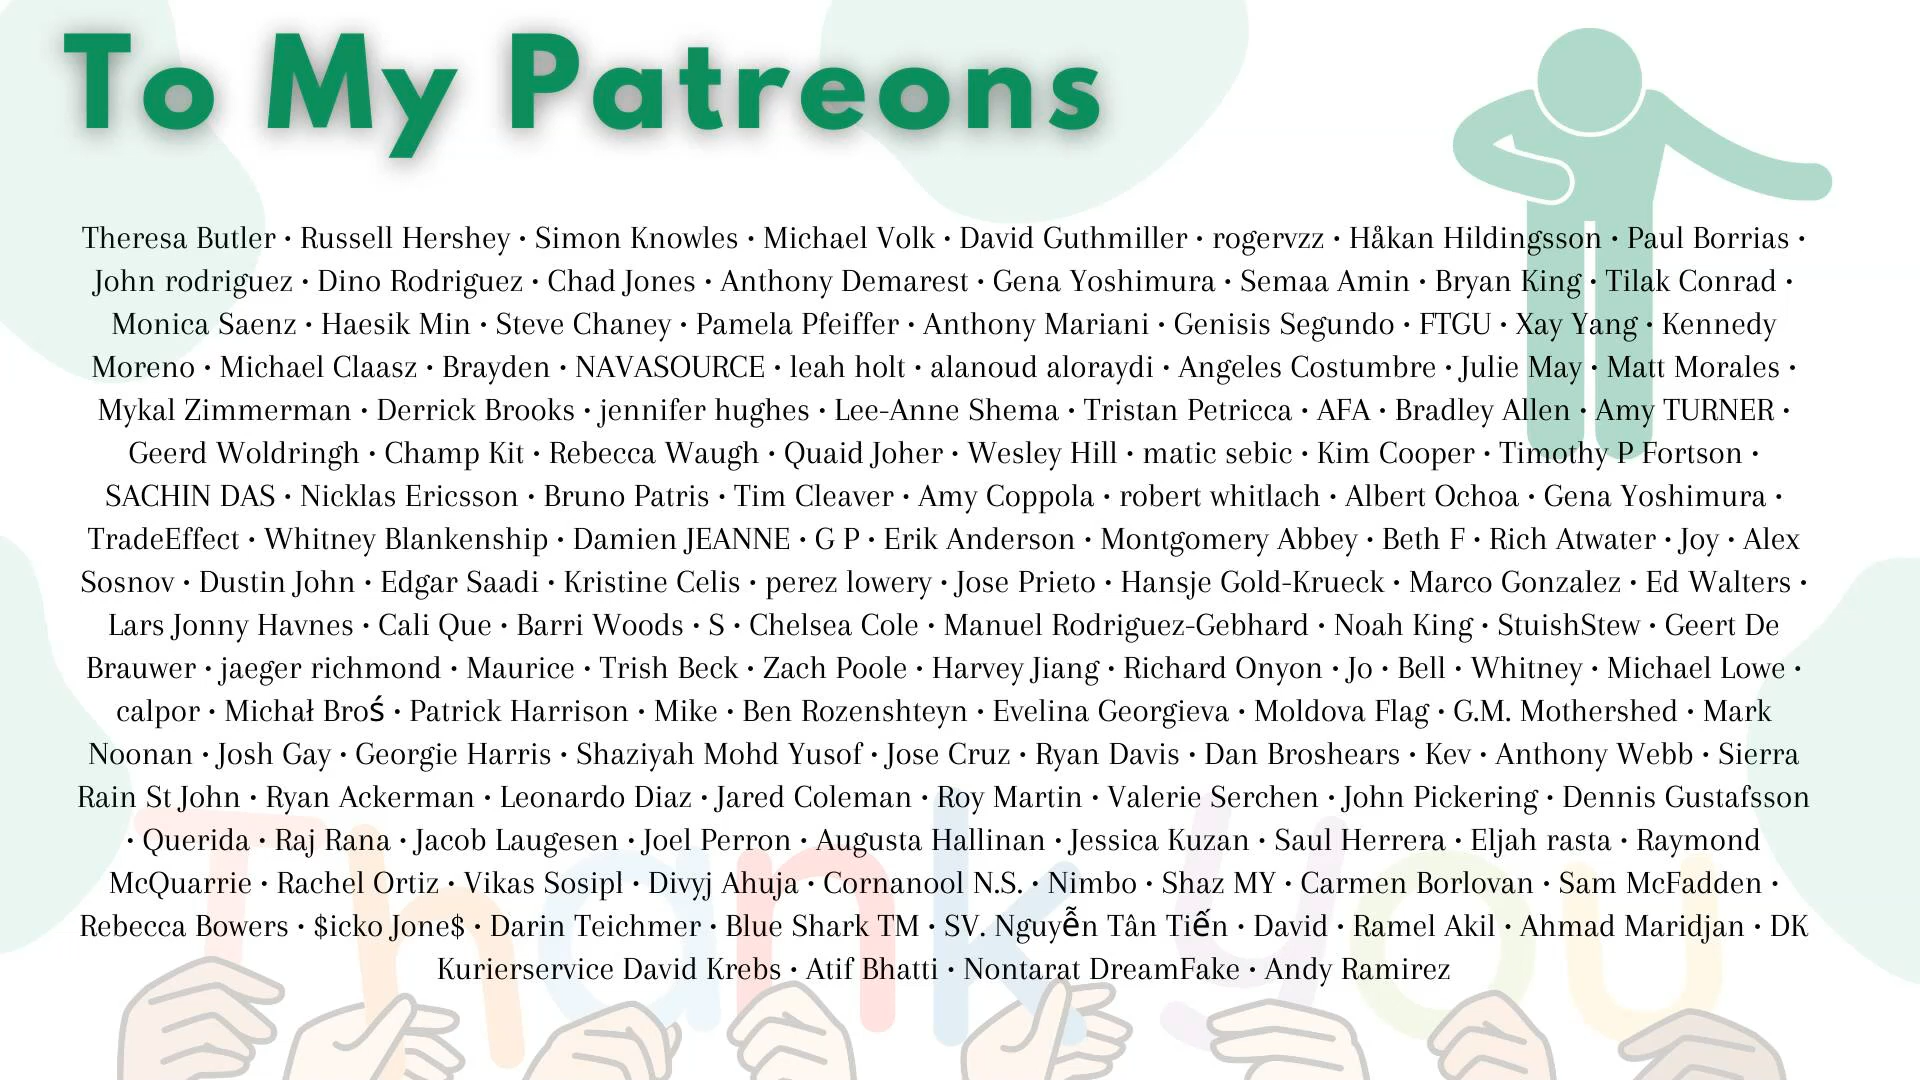 To My Patreons
Theresa Butler • Russell Hershey • Simon Knowles • Michael Volk • David Guthmiller • rogervzz • Håkan Hildingsson • Paul Borrias •
John rodriguez • Dino Rodriguez • Chad Jones • Anthony Demarest • Gena Yoshimura • Semaa Amin • Bryan King • Tilak Conrad •
Monica Saenz • Haesik Min • Steve Chaney • Pamela Pfeiffer • Anthony Mariani • Genisis Segundo • FTGU • Xay Yang • Kennedy
Moreno • Michael Claasz • Brayden • NAVASOURCE • leah holt • alanoud aloraydi • Angeles Costumbre • Julie May • Matt Morales •
Mykal Zimmerman • Derrick Brooks • jennifer hughes • Lee-Anne Shema • Tristan Petricca • AFA • Bradley Allen • Amy TURNER •
Geerd Woldringh • Champ Kit • Rebecca Waugh • Quaid Joher • Wesley Hill • matic sebic • Kim Cooper • Timothy P Fortson •
SACHIN DAS • Nicklas Ericsson • Bruno Patris • Tim Cleaver • Amy Coppola • robert whitlach • Albert Ochoa • Gena Yoshimura •
TradeEffect • Whitney Blankenship • Damien JEANNE • G P • Erik Anderson • Montgomery Abbey • Beth F • Rich Atwater • Joy • Alex
Sosnov • Dustin John • Edgar Saadi • Kristine Celis • perez lowery • Jose Prieto • Hansje Gold-Krueck • Marco Gonzalez • Ed Walters •
Lars Jonny Havnes • Cali Que • Barri Woods • S • Chelsea Cole • Manuel Rodriguez-Gebhard • Noah King • StuishStew • Geert De
Brauwer • jaeger richmond • Maurice • Trish Beck • Zach Poole • Harvey Jiang • Richard Onyon • Jo • Bell • Whitney • Michael Lowe •
calpor • Michał Broś • Patrick Harrison • Mike • Ben Rozenshteyn • Evelina Georgieva • Moldova Flag • G.M. Mothershed • Mark
Noonan • Josh Gay • Georgie Harris • Shaziyah Mohd Yusof • Jose Cruz • Ryan Davis • Dan Broshears • Kev • Anthony Webb • Sierra
Rain St John • Ryan Ackerman • Leonardo Diaz • Jared Coleman • Roy Martin • Valerie Serchen • John Pickering • Dennis Gustafsson
• Querida • Raj Rana • Jacob Laugesen • Joel Perron • Augusta Hallinan • Jessica Kuzan • Saul Herrera • Eljah rasta • Raymond
McQuarrie • Rachel Ortiz • Vikas Sosipl • Divyj Ahuja • Cornanool N.S. • Nimbo • Shaz MY • Carmen Borlovan • Sam McFadden •
Rebecca Bowers • $icko Jone$ • Darin Teichmer • Blue Shark TM • SV. Nguyễn Tân Tiến • David • Ramel Akil • Ahmad Maridjan • DK
Kurierservice David Krebs • Atif Bhatti • Nontarat DreamFake • Andy Ramirez
Thank you